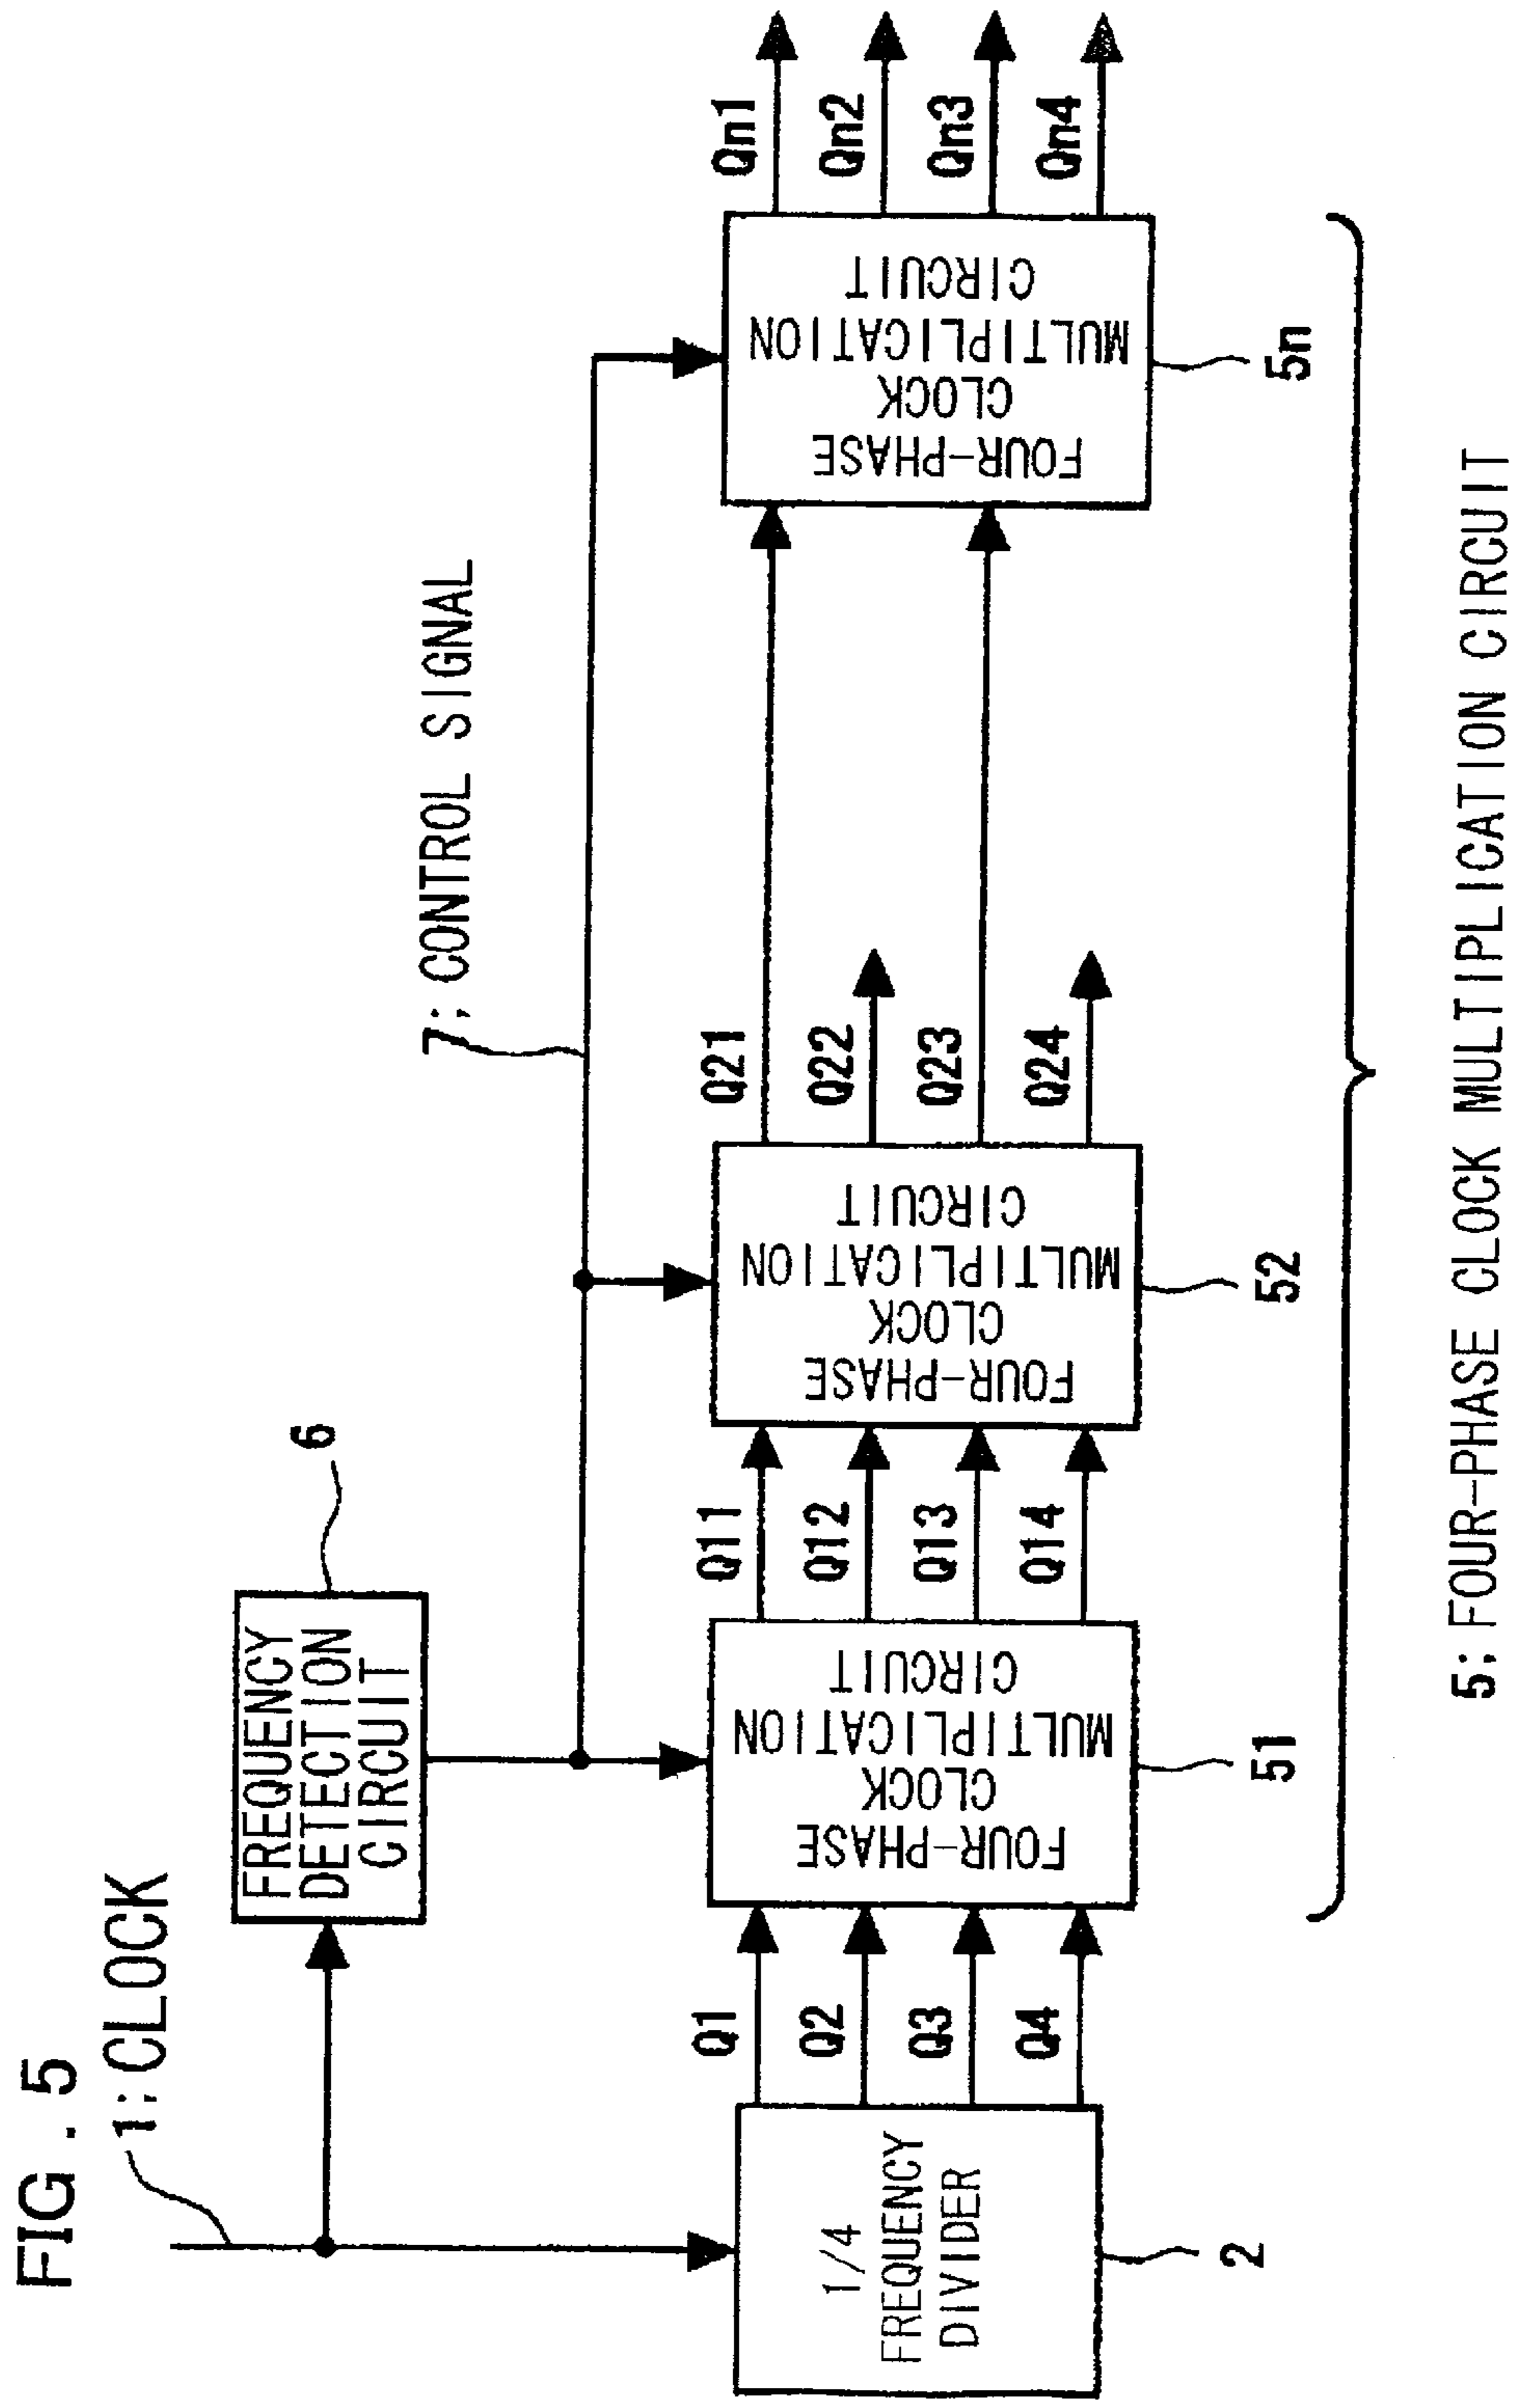 FIG. 5
1; CLOCK
FREQUENCY
DETECTION
CIRCUIT
6
7; CONTROL SIGNAL
1/4
FREQUENCY
DIVIDER
2
Q1
Q2
Q3
Q4
FOUR-PHASE
CLOCK
MULTIPLICATION
CIRCUIT
51
Q11
Q12
Q13
Q14
FOUR-PHASE
CLOCK
MULTIPLICATION
CIRCUIT
52
Q21
Q22
Q23
Q24
FOUR-PHASE
CLOCK
MULTIPLICATION
CIRCUIT
5n
Qn1
Qn2
Qn3
Qn4
5; FOUR-PHASE CLOCK MULTIPLICATION CIRCUIT